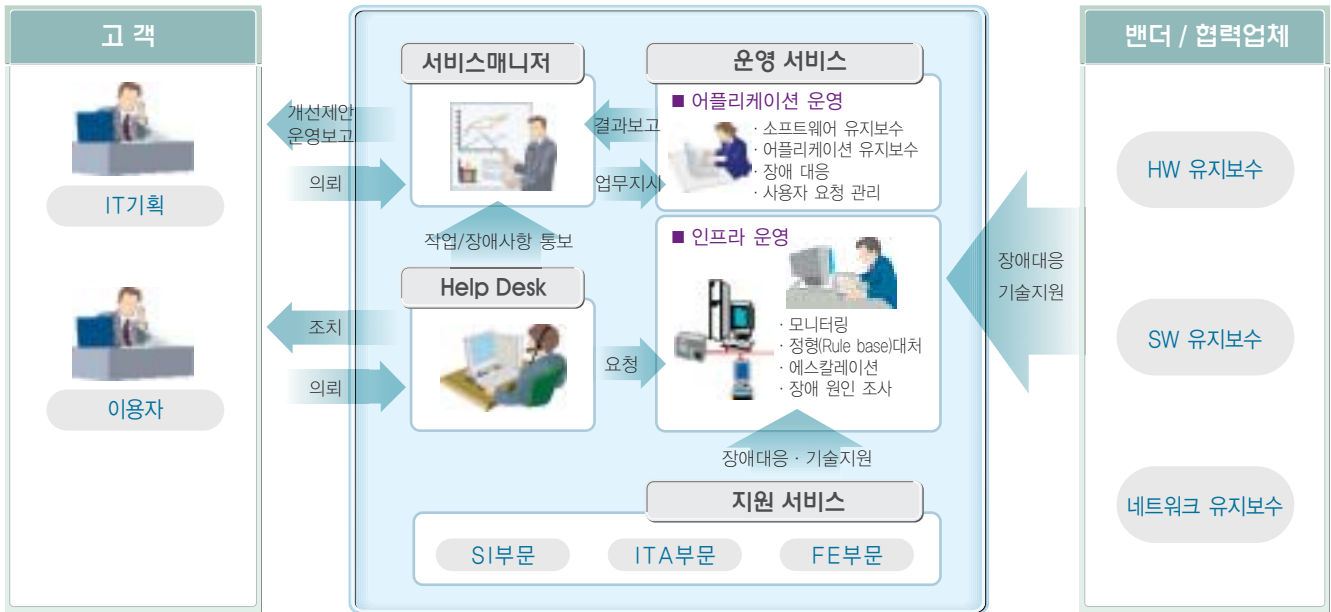 고 객
IT기획
이용자
개선제안
운영보고
의뢰
조치
의뢰
서비스매니저
작업/장애사항 통보
Help Desk
결과보고
업무지시
요청
운영 서비스
■ 어플리케이션 운영
· 소프트웨어 유지보수
· 어플리케이션 유지보수
· 장애 대응
· 사용자 요청 관리
■ 인프라 운영
· 모니터링
· 정형(Rule base)대처
· 에스칼레이션
· 장애 원인 조사
장애대응 · 기술지원
지원 서비스
SI부문
ITA부문
FE부문
장애대응
기술지원
밴더 / 협력업체
HW 유지보수
SW 유지보수
네트워크 유지보수